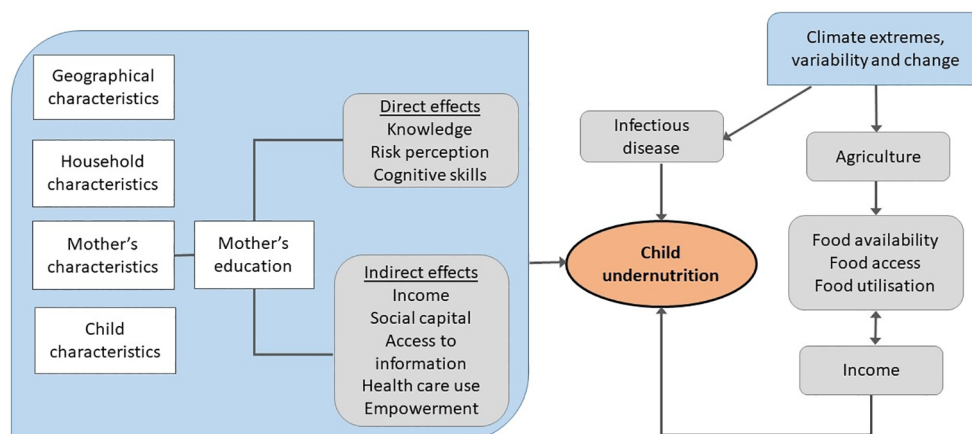 Geographical
characteristics
Household
characteristics
Mother's
characteristics
Child
characteristics
Mother's
education
Direct effects
Knowledge
Risk perception
Cognitive skills
Indirect effects
Income
Social capital
Access to
information
Health care use
Empowerment
Infectious
disease
Child
undernutrition
Climate extremes,
variability and change
Agriculture
Food availability
Food access
Food utilisation
Income